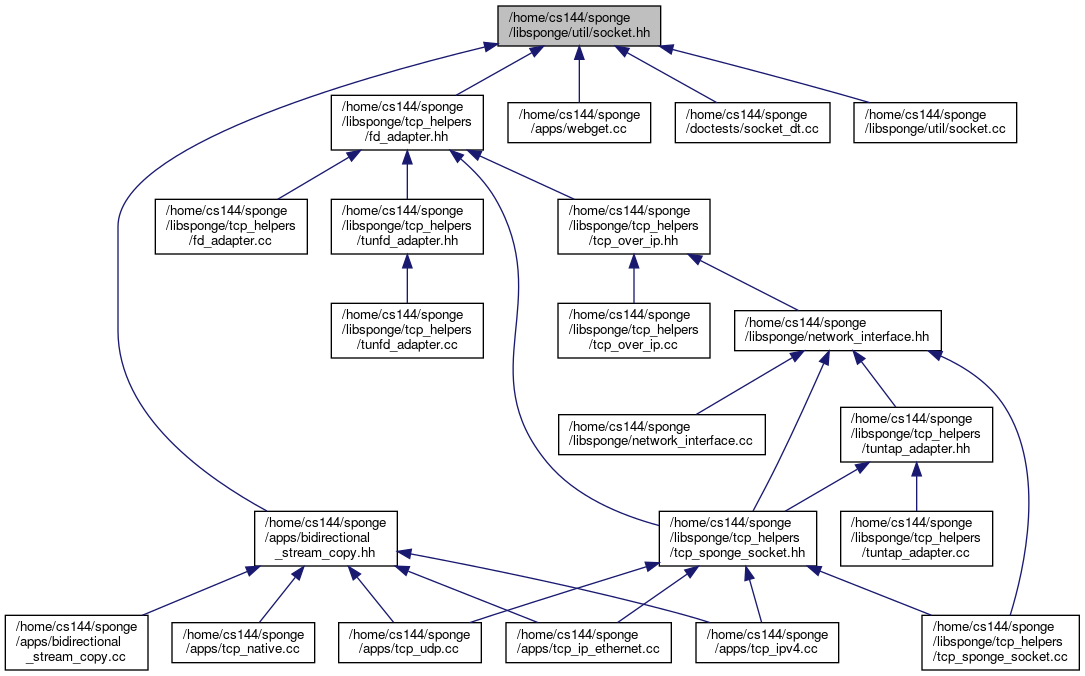 /home/cs144/sponge
/libsponge/util/socket.hh
/home/cs144/sponge
/libsponge/tcp_helpers
/fd_adapter.hh
/home/cs144/sponge
/apps/webget.cc
/home/cs144/sponge
/doctests/socket_dt.cc
/home/cs144/sponge
/libsponge/util/socket.cc
/home/cs144/sponge
/libsponge/tcp_helpers
/fd_adapter.cc
/home/cs144/sponge
/libsponge/tcp_helpers
/tunfd_adapter.hh
/home/cs144/sponge
/libsponge/tcp_helpers
/tcp_over_ip.hh
/home/cs144/sponge
/libsponge/tcp_helpers
/tunfd_adapter.cc
/home/cs144/sponge
/libsponge/tcp_helpers
/tcp_over_ip.cc
/home/cs144/sponge
/libsponge/network_interface.hh
/home/cs144/sponge
/libsponge/network_interface.cc
/home/cs144/sponge
/libsponge/tcp_helpers
/tuntap_adapter.hh
/home/cs144/sponge
/apps/bidirectional
_stream_copy.hh
/home/cs144/sponge
/libsponge/tcp_helpers
/tcp_sponge_socket.hh
/home/cs144/sponge
/libsponge/tcp_helpers
/tuntap_adapter.cc
/home/cs144/sponge
/apps/bidirectional
_stream_copy.cc
/home/cs144/sponge
/apps/tcp_native.cc
/home/cs144/sponge
/apps/tcp_udp.cc
/home/cs144/sponge
/apps/tcp_ip_ethernet.cc
/home/cs144/sponge
/apps/tcp_ipv4.cc
/home/cs144/sponge
/libsponge/tcp_helpers
/tcp_sponge_socket.cc